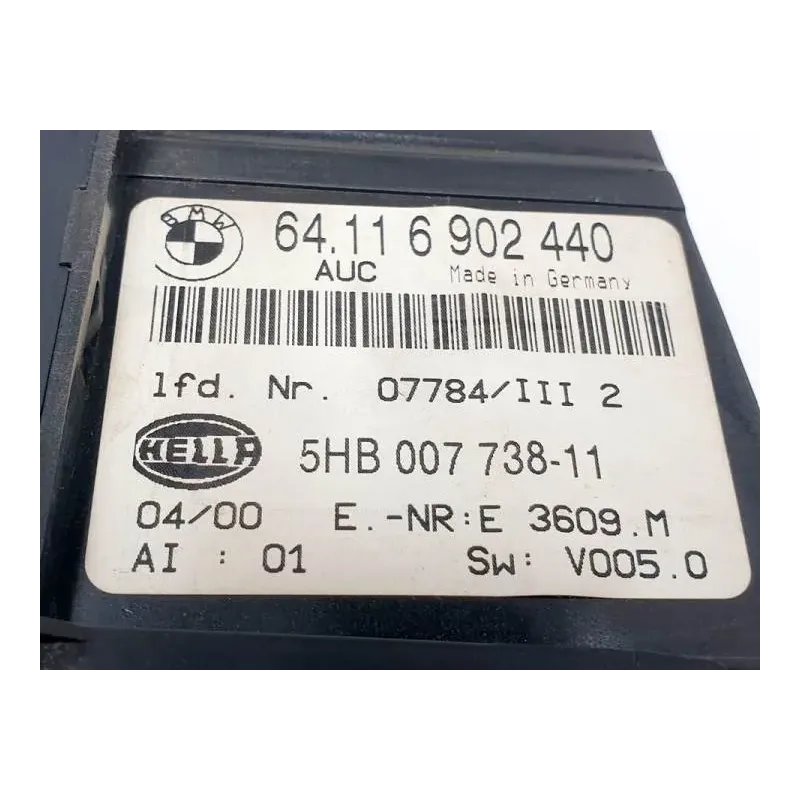 BMW
64.11 6 902 440
AUC Made in Germany
lfd. Nr. 07784/III 2
HELLA 5HB 007 738-11
04/00 E.-NR:E 3609.M
AI : 01 Sw: V005.0